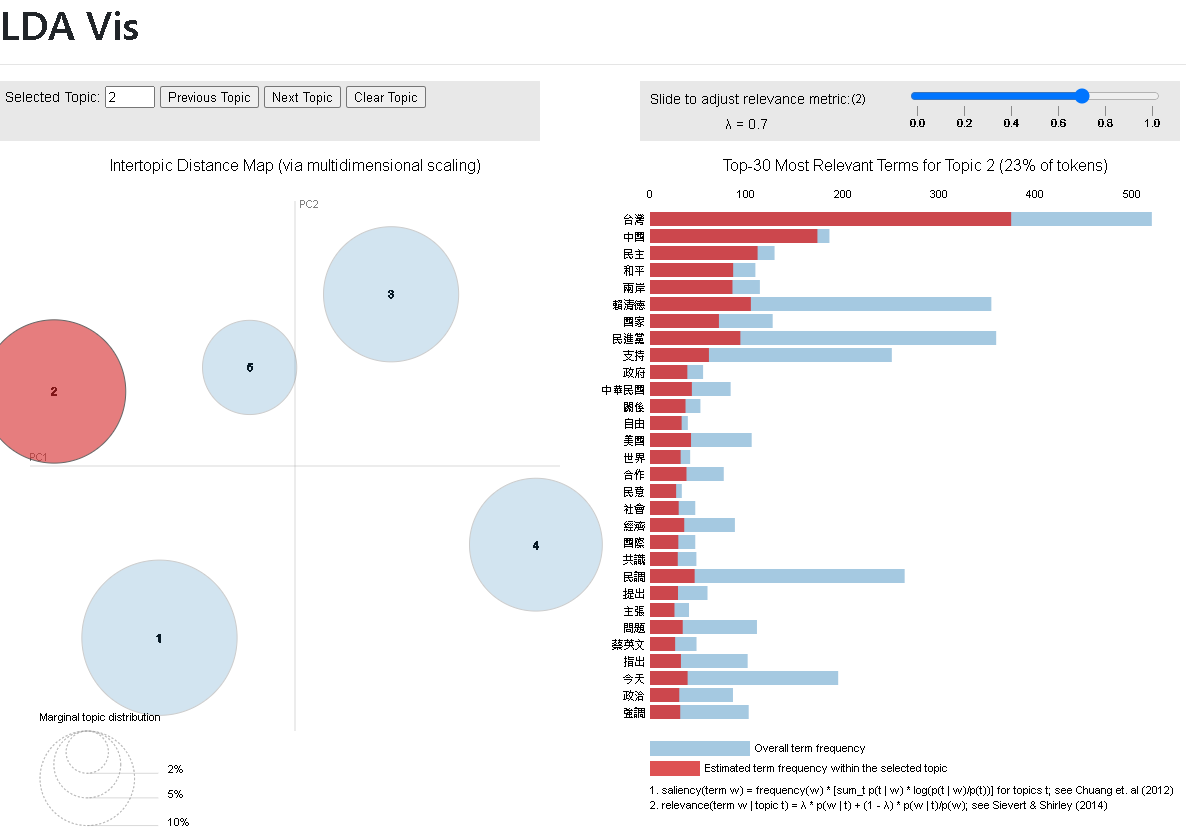 LDA Vis
Selected Topic: 2 Previous Topic Next Topic Clear Topic
Slide to adjust relevance metric:(2)
λ = 0.7
0.0 0.2 0.4 0.6 0.8 1.0
Intertopic Distance Map (via multidimensional scaling)
PC2
3
5
2
PC1
4
1
Marginal topic distribution
2%
5%
10%
Top-30 Most Relevant Terms for Topic 2 (23% of tokens)
0 100 200 300 400 500
台灣
中國
民主
和平
兩岸
賴清德
國家
民進黨
支持
政府
中華民國
關係
自由
美國
世界
合作
民意
社會
經濟
國際
共識
民調
提出
主張
問題
蔡英文
指出
今天
政治
強調
Overall term frequency
Estimated term frequency within the selected topic
1. saliency(term w) = frequency(w) * [sum_t p(t | w) * log(p(t | w)/p(t))] for topics t; see Chuang et. al (2012)
2. relevance(term w | topic t) = λ * p(w | t) + (1 - λ) * p(w | t)/p(w); see Sievert & Shirley (2014)